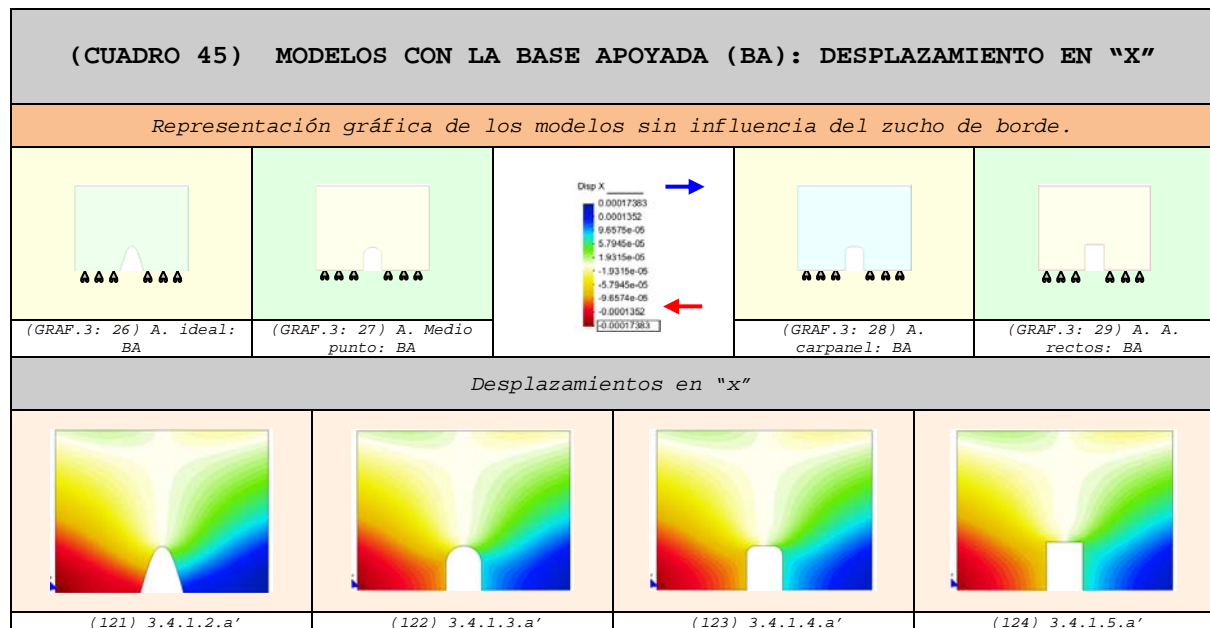 (CUADRO 45) MODELOS CON LA BASE APOYADA (BA): DESPLAZAMIENTO EN “X”
Representación gráfica de los modelos sin influencia del zucho de borde.
Disp X
0.00017383
0.0001352
9.6575e-05
5.7945e-05
1.9315e-05
-1.9315e-05
-5.7945e-05
-9.6574e-05
-0.0001352
-0.00017383
(GRAF.3: 26) A. ideal:
BA
(GRAF.3: 27) A. Medio
punto: BA
(GRAF.3: 28) A.
carpanel: BA
(GRAF.3: 29) A. A.
rectos: BA
Desplazamientos en “x”
(121) 3.4.1.2.a’
(122) 3.4.1.3.a’
(123) 3.4.1.4.a’
(124) 3.4.1.5.a’